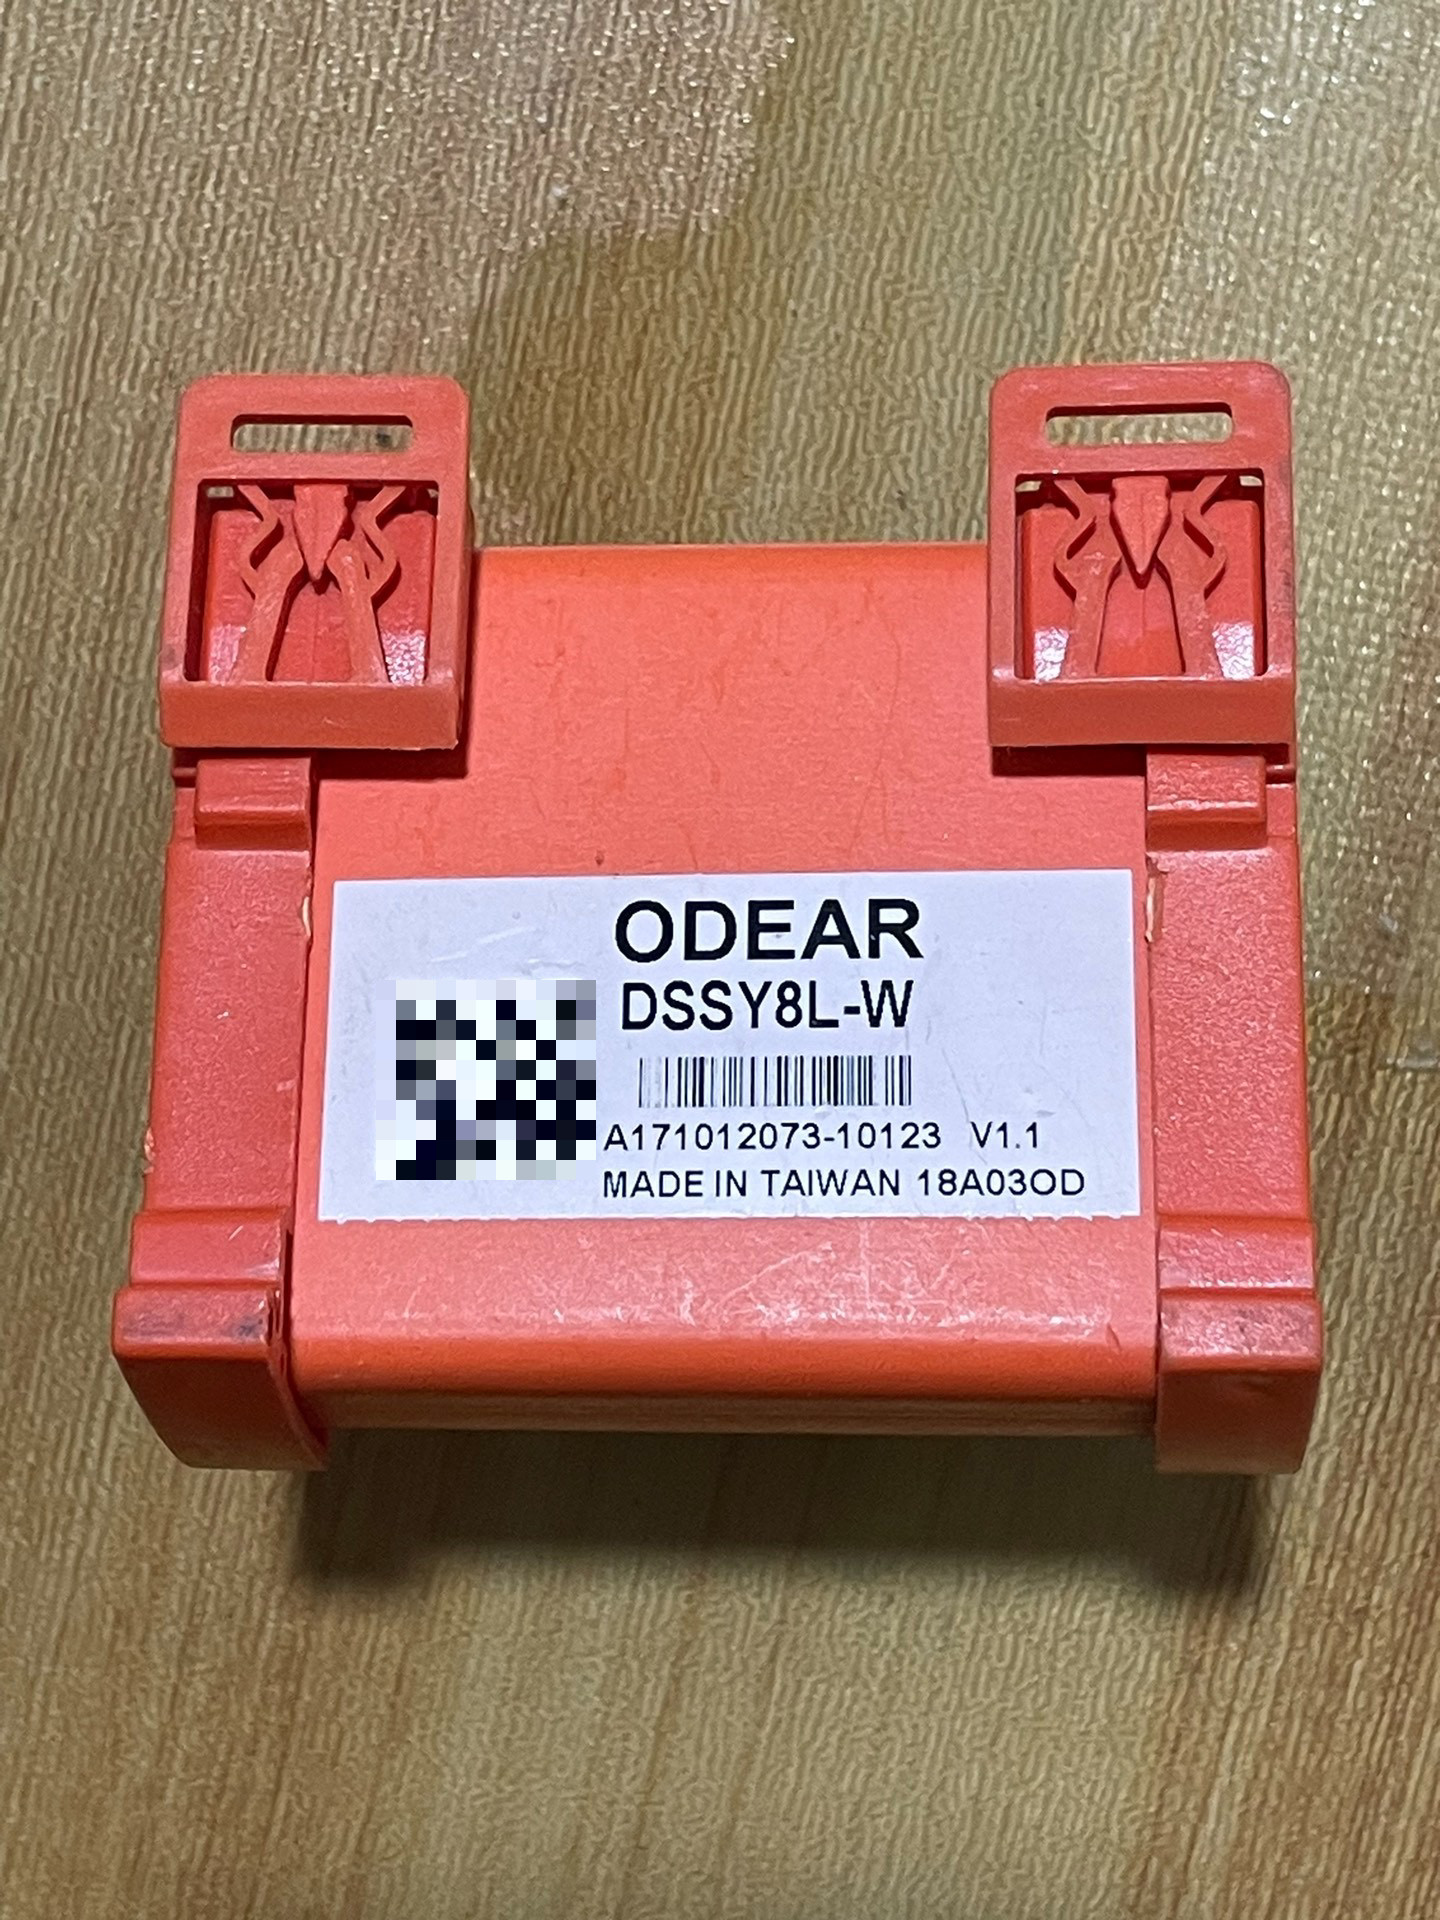 ODEAR
DSSY8L-W
A171012073-10123 V1.1
MADE IN TAIWAN 18A03OD